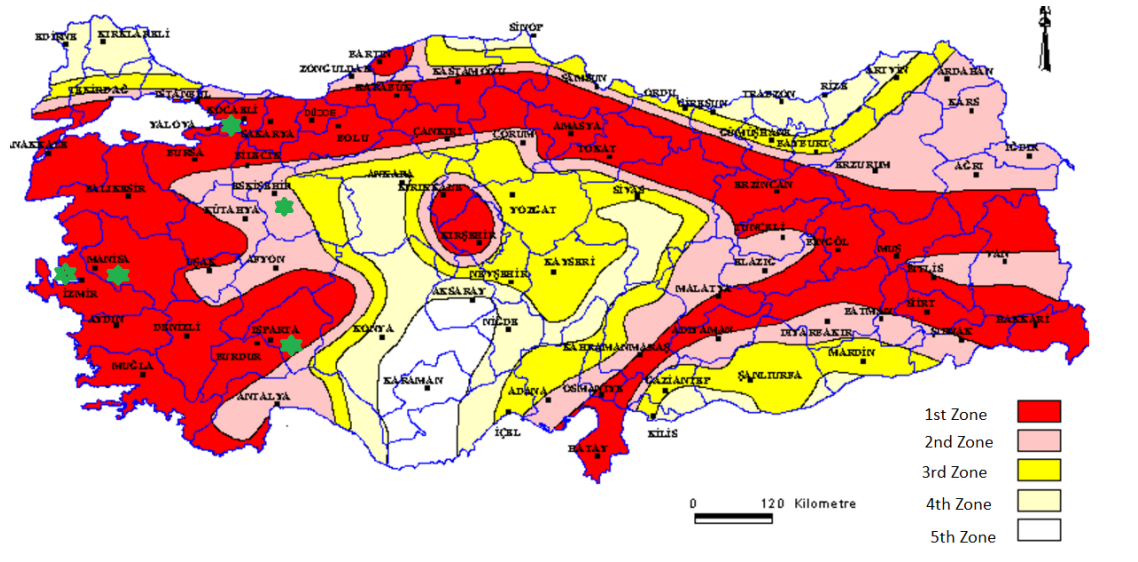 SİNOP
EDİRNE
KIRKLARELİ
BARTIN
ZONGULDAK
KASTAMONU
SAMSUN
ARTVİN
ARDAHAN
TEKİRDAĞ
İSTANBUL
KARABÜK
ORDU
GİRESUN
TRABZON
RİZE
KARS
KOCAELİ
DÜZCE
YALOVA
SAKARYA
BOLU
ÇANKIRI
ÇORUM
AMASYA
GÜMÜŞHANE
BAYBURT
IĞDIR
ANAKKALE
BURSA
BİLECİK
TOKAT
ERZURUM
AĞRI
BALIKESİR
ESKİŞEHİR
ANKARA
KIRIKKALE
SİVAS
ERZİNCAN
KÜTAHYA
YOZGAT
TUNCELİ
KIRŞEHİR
BİNGÖL
MUŞ
MANİSA
UŞAK
AFYON
NEVŞEHİR
KAYSERİ
ELAZIĞ
BİTLİS
VAN
İZMİR
AKSARAY
MALATYA
SİİRT
AYDIN
DENİZLİ
ISPARTA
KONYA
NİĞDE
ADIYAMAN
DİYARBAKIR
BATMAN
ŞIRNAK
HAKKARİ
BURDUR
KAHRAMANMARAŞ
MARDİN
MUĞLA
KARAMAN
ADANA
OSMANİYE
GAZİANTEP
ŞANLIURFA
ANTALYA
İÇEL
KİLİS
HATAY
1st Zone
2nd Zone
3rd Zone
4th Zone
5th Zone
0 120 Kilometre